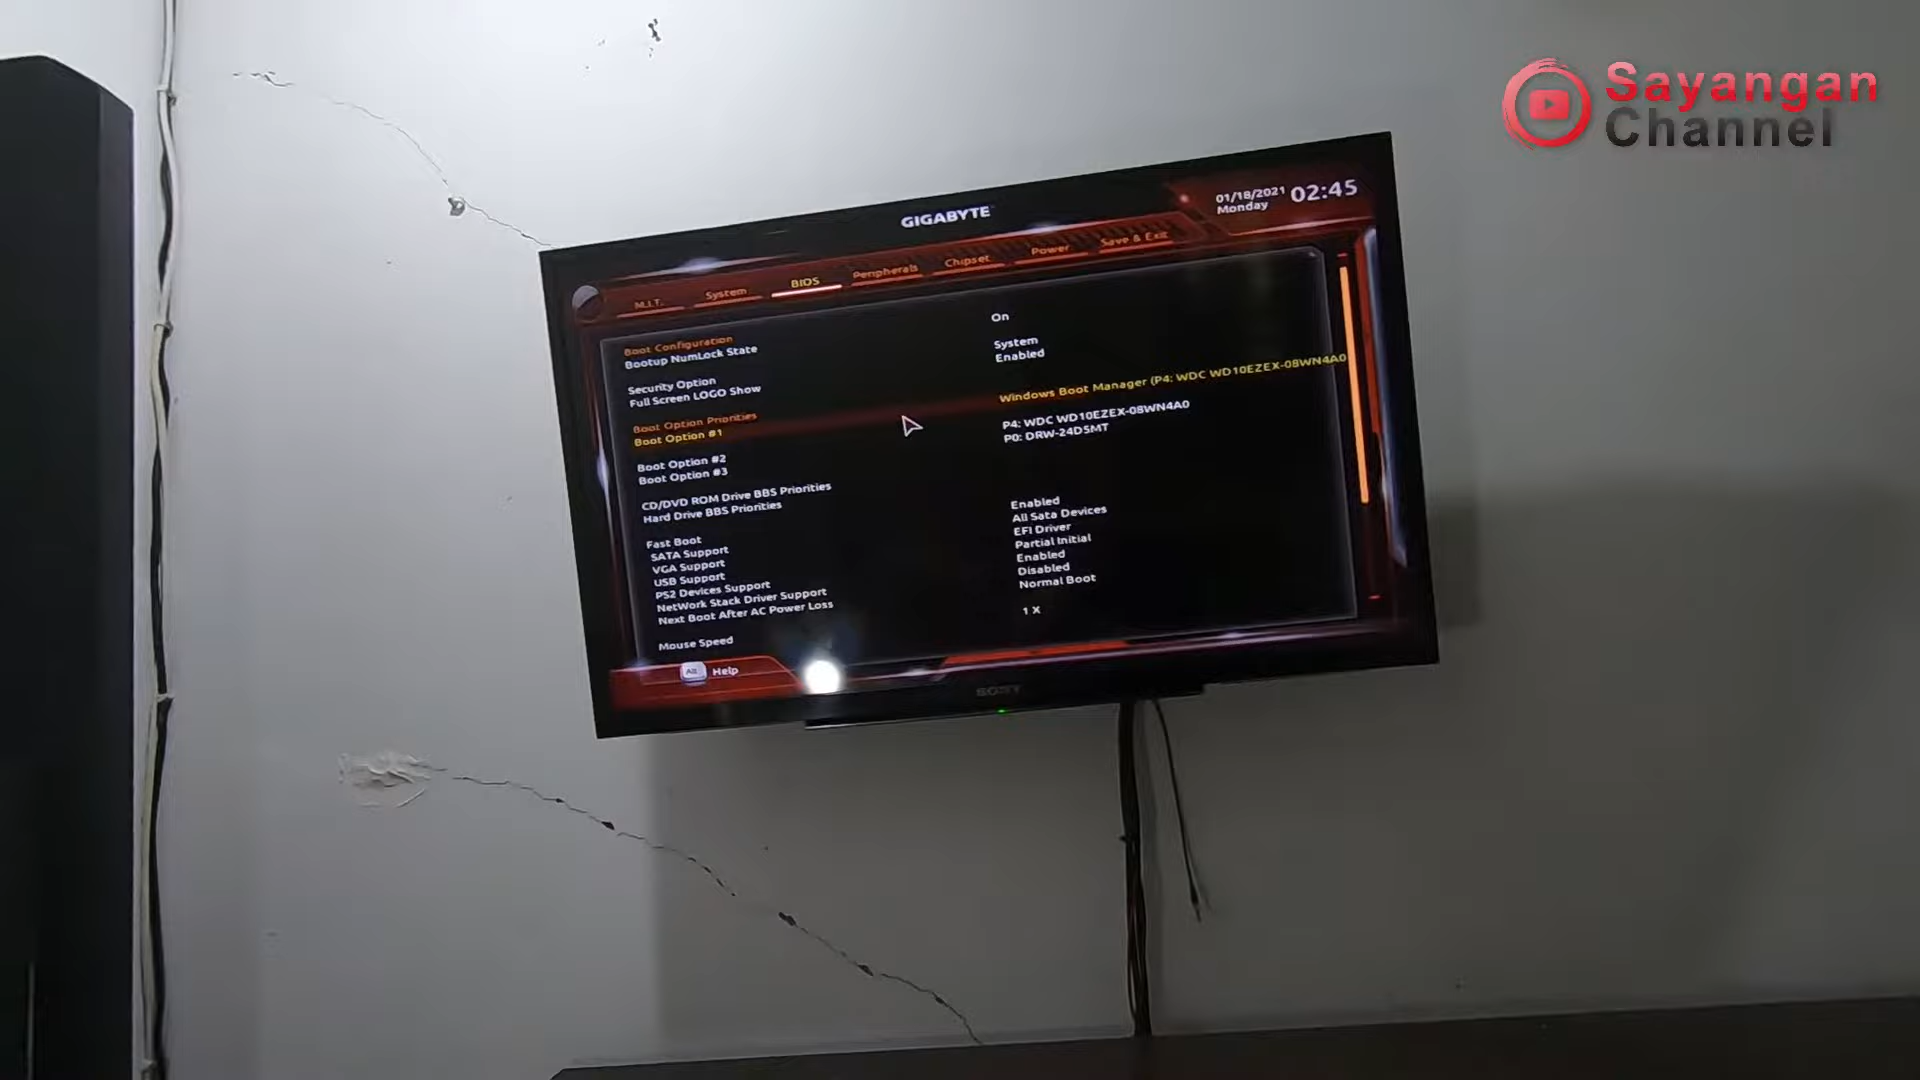 Sayangan
Channel
GIGABYTE
01/18/2021
Monday
02:45
M.I.T.
System
BIOS
Peripherals
Chipset
Power
Save & Exit
Boot Configuration
Bootup NumLock State
On
Security Option
System
Full Screen LOGO Show
Enabled
Boot Option Priorities
Boot Option #1
Windows Boot Manager (P4: WDC WD10EZEX-08WN4A0
Boot Option #2
P4: WDC WD10EZEX-08WN4A0
Boot Option #3
P0: DRW-24D5MT
CD/DVD ROM Drive BBS Priorities
Hard Drive BBS Priorities
Fast Boot
Enabled
SATA Support
All Sata Devices
VGA Support
EFI Driver
USB Support
Partial Initial
PS2 Devices Support
Enabled
NetWork Stack Driver Support
Disabled
Next Boot After AC Power Loss
Normal Boot
Mouse Speed
1 X
Alt
Help
SONY